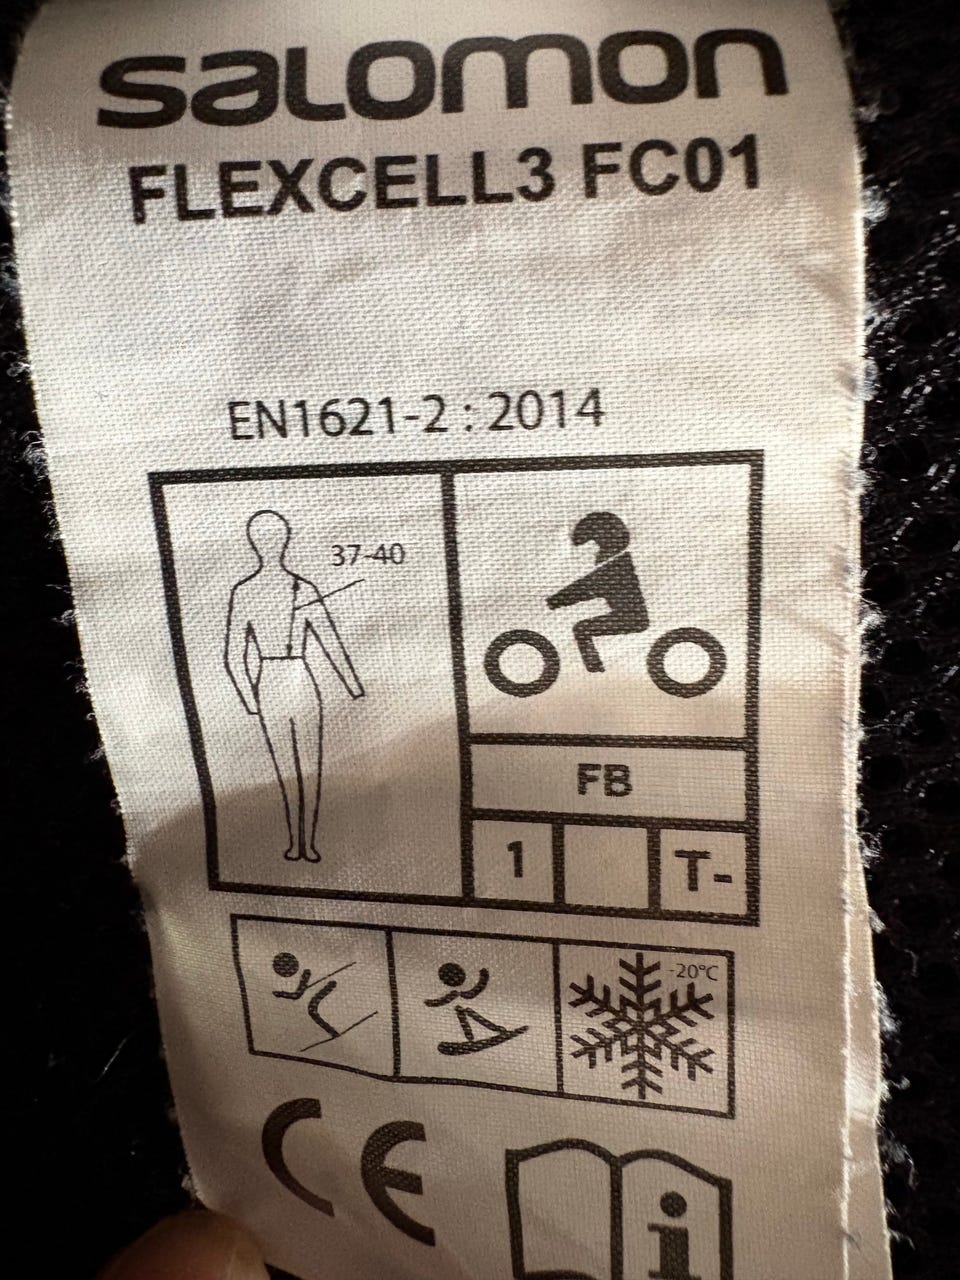 salomon
FLEXCELL3 FC01
EN1621-2 : 2014
37-40
FB
1
T-
-20°C
CE
i